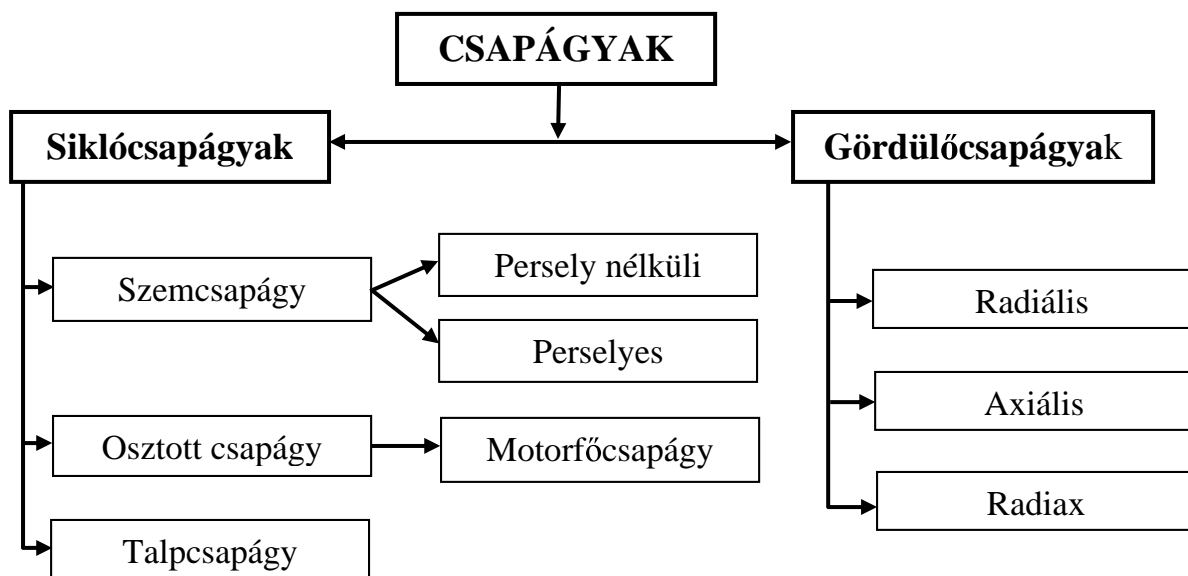 CSAPÁGYAK
Siklócsapágyak
Gördülőcsapágyak
Szemcsapágy
Persely nélküli
Perselyes
Osztott csapágy
Motorfőcsapágy
Talpcsapágy
Radiális
Axiális
Radiax